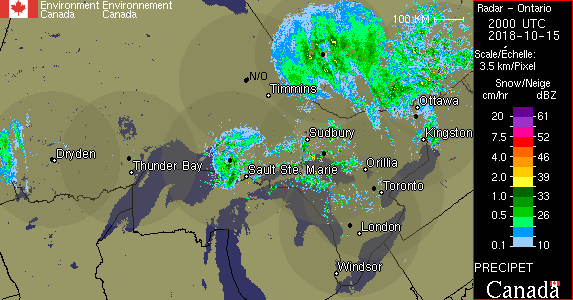 Environment Environnement
Canada Canada
100 KM
N/O
Timmins
Ottawa
Sudbury
Kingston
Dryden
Thunder Bay
Sault Ste. Marie
Orillia
Toronto
London
Windsor
Radar - Ontario
2000 UTC
2018-10-15
Scale/Échelle:
3.5 km/Pixel
Snow/Neige
cm/hr dBZ
20 61
7.5 52
4.0 46
2.0 39
1.0 33
0.5 26
0.1 10
PRECIPET
Canada